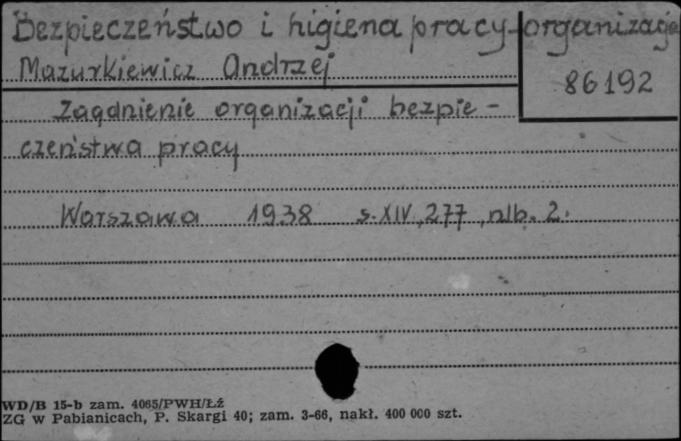 Bezpieczeństwo i higiena pracy-organizacja
Mazurkiewicz Andrzej
86192
Zagadnienie organizacji bezpie-
czeństwa pracy
Warszawa 1938 s. XIV, 277, nlb. 2.
WD/B 15-b zam. 4065/PWH/Łź
ZG w Pabianicach, P. Skargi 40; zam. 3-66, nakł. 400 000 szt.